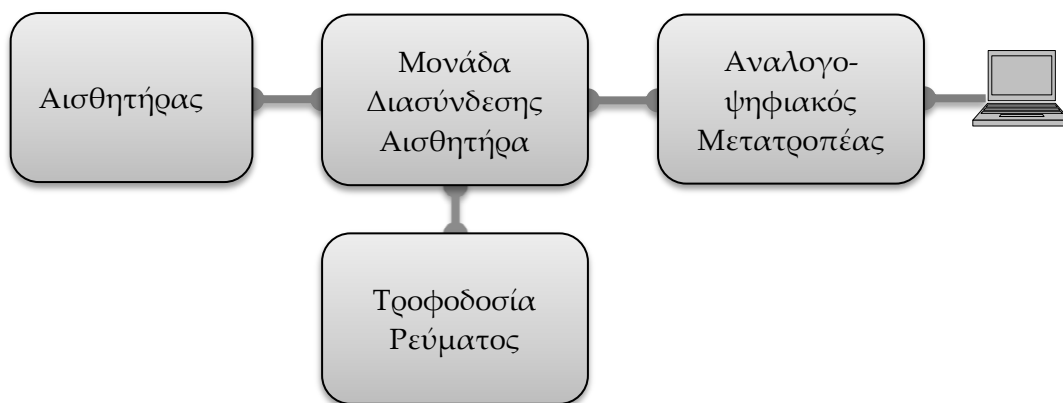 Αισθητήρας
Μονάδα
Διασύνδεσης
Αισθητήρα
Αναλογο-
ψηφιακός
Μετατροπέας
Τροφοδοσία
Ρεύματος